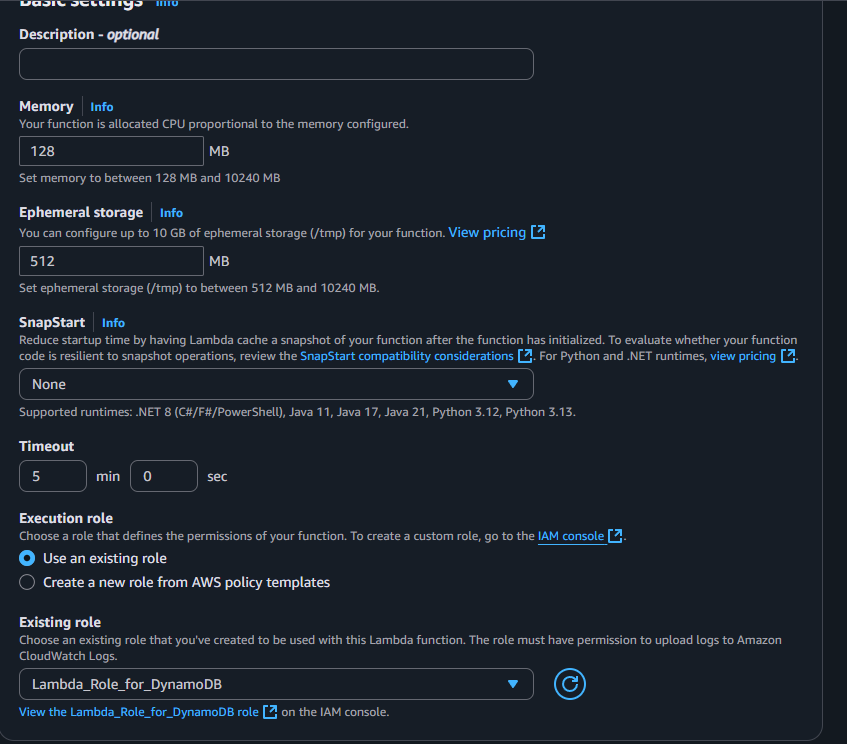 Basic settings Info
Description - optional
Memory Info
Your function is allocated CPU proportional to the memory configured.
128 MB
Set memory to between 128 MB and 10240 MB
Ephemeral storage Info
You can configure up to 10 GB of ephemeral storage (/tmp) for your function. View pricing
512 MB
Set ephemeral storage (/tmp) to between 512 MB and 10240 MB.
SnapStart Info
Reduce startup time by having Lambda cache a snapshot of your function after the function has initialized. To evaluate whether your function
code is resilient to snapshot operations, review the SnapStart compatibility considerations. For Python and .NET runtimes, view pricing.
None
Supported runtimes: .NET 8 (C#/F#/PowerShell), Java 11, Java 17, Java 21, Python 3.12, Python 3.13.
Timeout
5 min 0 sec
Execution role
Choose a role that defines the permissions of your function. To create a custom role, go to the IAM console.
Use an existing role
Create a new role from AWS policy templates
Existing role
Choose an existing role that you've created to be used with this Lambda function. The role must have permission to upload logs to Amazon
CloudWatch Logs.
Lambda_Role_for_DynamoDB
View the Lambda_Role_for_DynamoDB role on the IAM console.